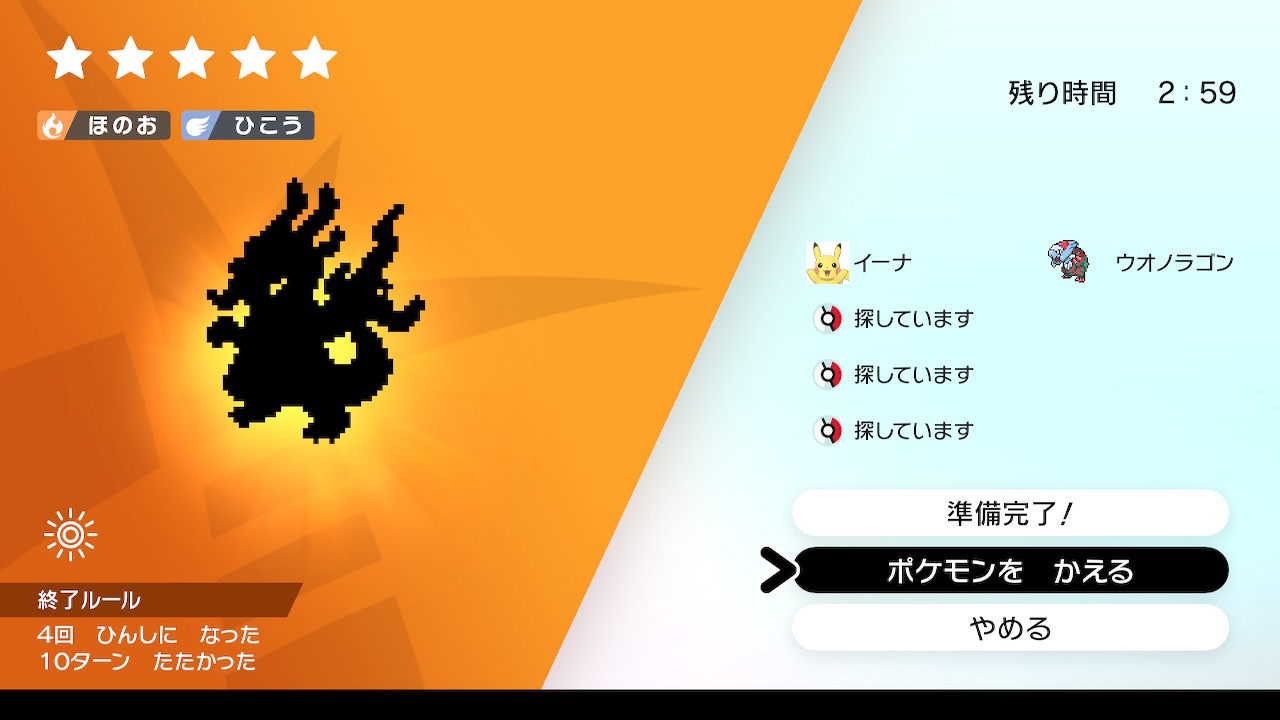 ほのお ひこう
残り時間 2:59
イーナ ウオノラゴン
探しています
探しています
探しています
準備完了!
ポケモンを かえる
やめる
終了ルール
4回 ひんしに なった
10ターン たたかった